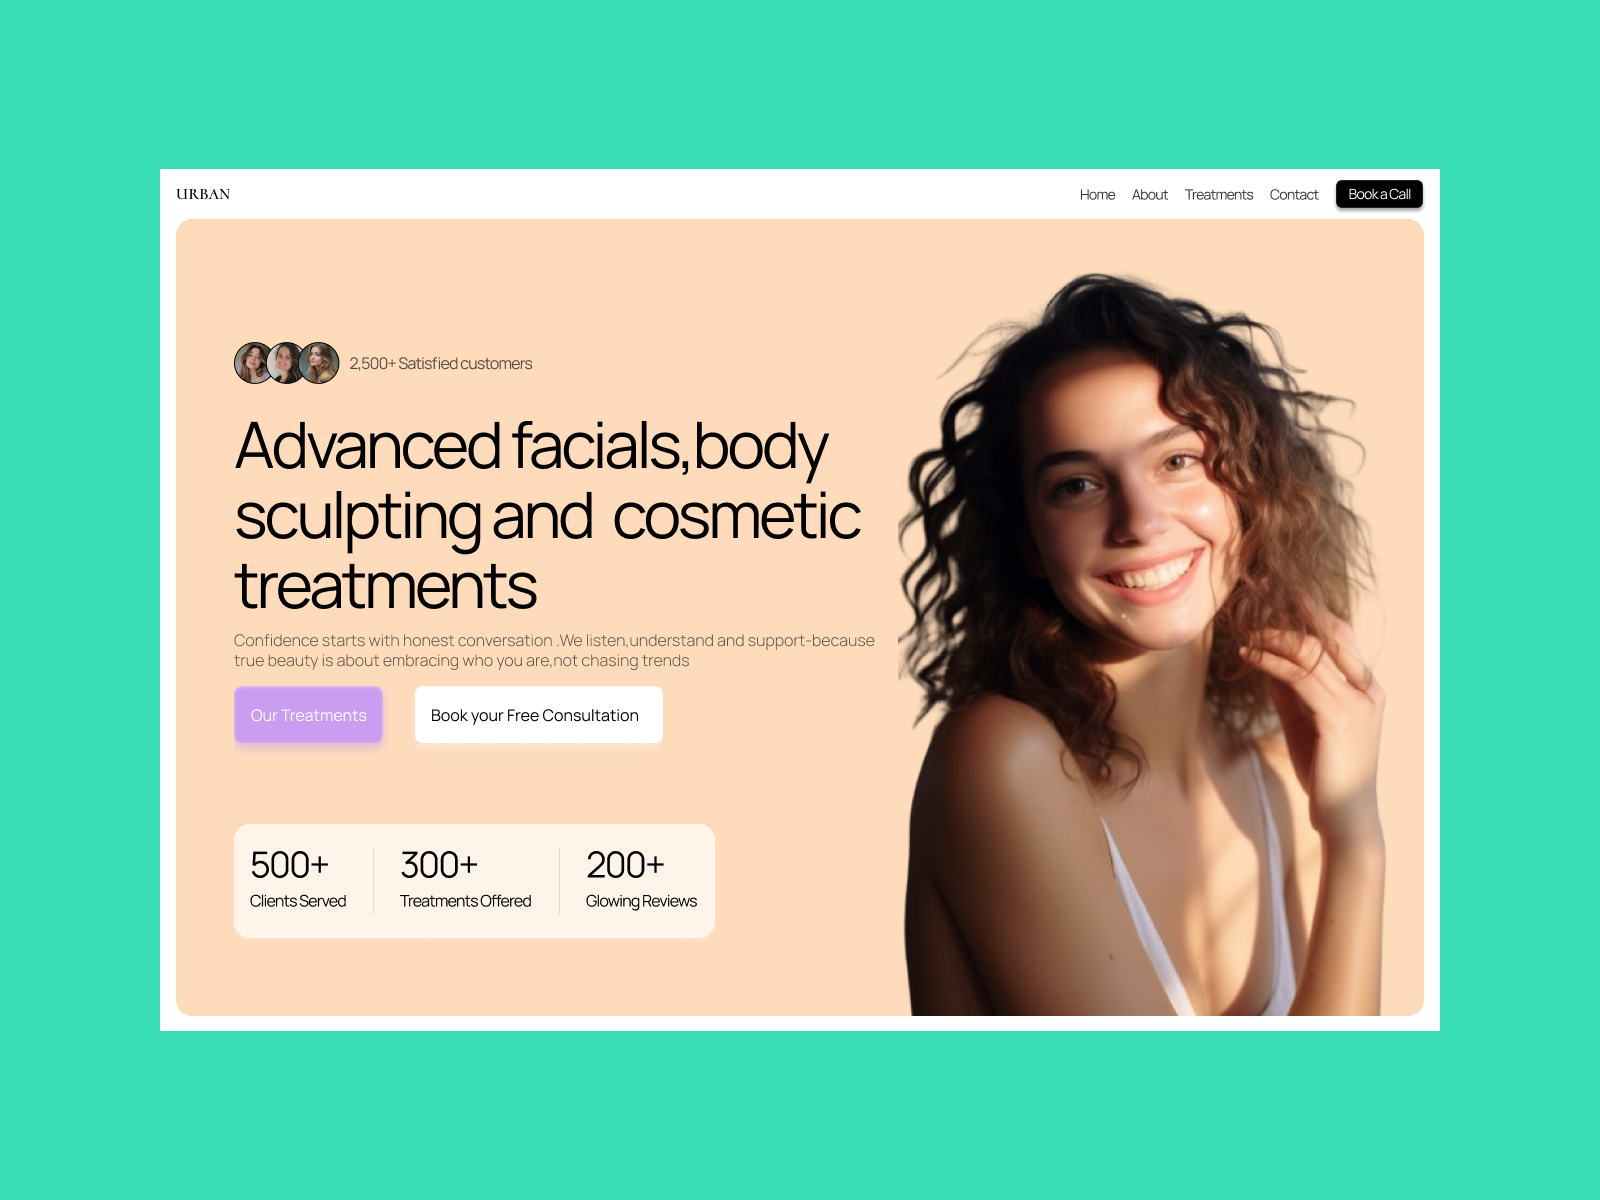 URBAN
Home About Treatments Contact Book a Call
2,500+ Satisfied customers
Advanced facials,body
sculpting and cosmetic
treatments
Confidence starts with honest conversation .We listen,understand and support-because
true beauty is about embracing who you are,not chasing trends
Our Treatments Book your Free Consultation
500+ 300+ 200+
Clients Served Treatments Offered Glowing Reviews